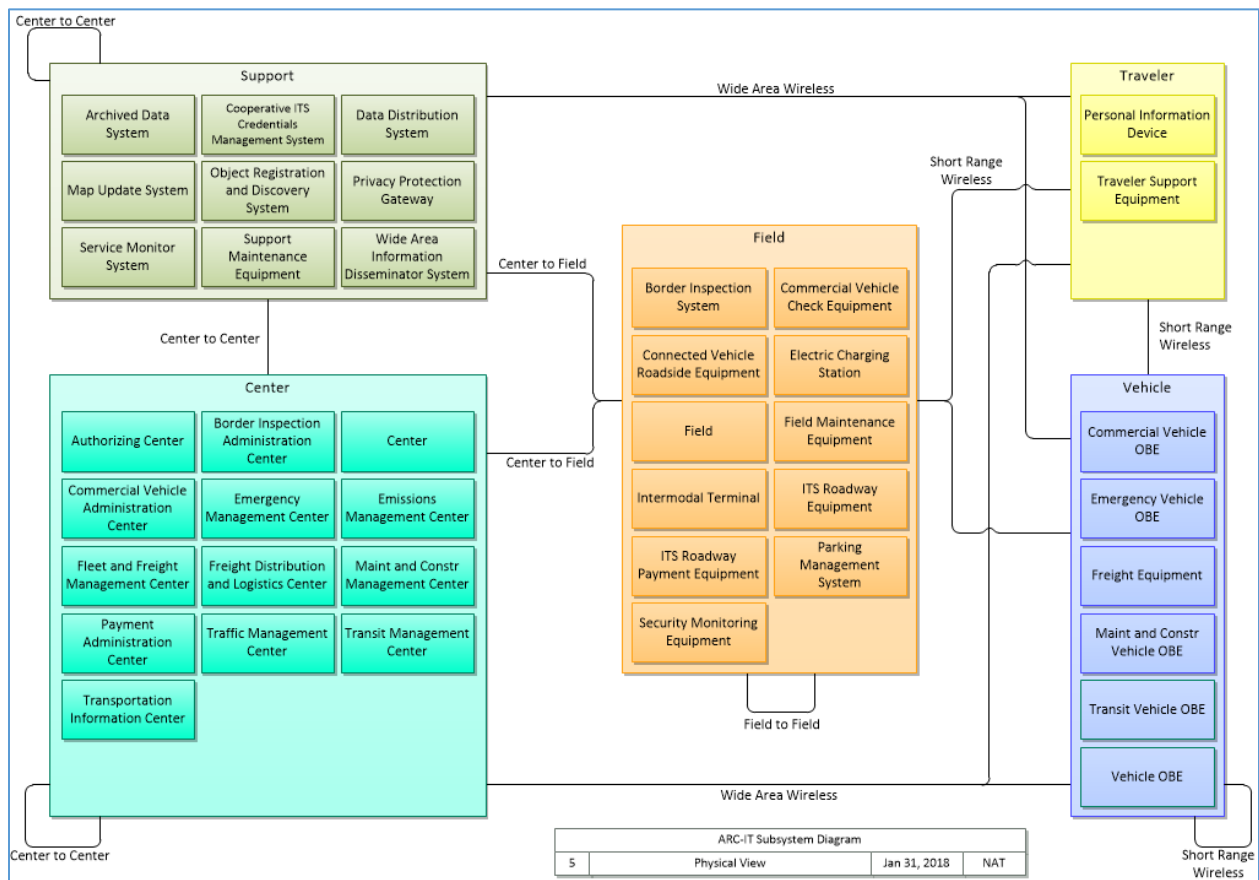 Center to Center
Support
Archived Data
System
Cooperative ITS
Credentials
Management System
Data Distribution
System
Map Update System
Object Registration
and Discovery
System
Privacy Protection
Gateway
Service Monitor
System
Support
Maintenance
Equipment
Wide Area
Information
Disseminator System
Wide Area Wireless
Traveler
Personal Information
Device
Traveler Support
Equipment
Short Range
Wireless
Center to Field
Center to Center
Field
Border Inspection
System
Commercial Vehicle
Check Equipment
Connected Vehicle
Roadside Equipment
Electric Charging
Station
Field
Field Maintenance
Equipment
Intermodal Terminal
ITS Roadway
Equipment
ITS Roadway
Payment Equipment
Parking
Management
System
Security Monitoring
Equipment
Field to Field
Short Range
Wireless
Center
Authorizing Center
Border Inspection
Administration
Center
Center
Commercial Vehicle
Administration
Center
Emergency
Management Center
Emissions
Management Center
Fleet and Freight
Management Center
Freight Distribution
and Logistics Center
Maint and Constr
Management Center
Payment
Administration
Center
Traffic Management
Center
Transit Management
Center
Transportation
Information Center
Center to Field
Vehicle
Commercial Vehicle
OBE
Emergency Vehicle
OBE
Freight Equipment
Maint and Constr
Vehicle OBE
Transit Vehicle OBE
Vehicle OBE
Wide Area Wireless
Center to Center
Short Range
Wireless
ARC-IT Subsystem Diagram
5 Physical View Jan 31, 2018 NAT